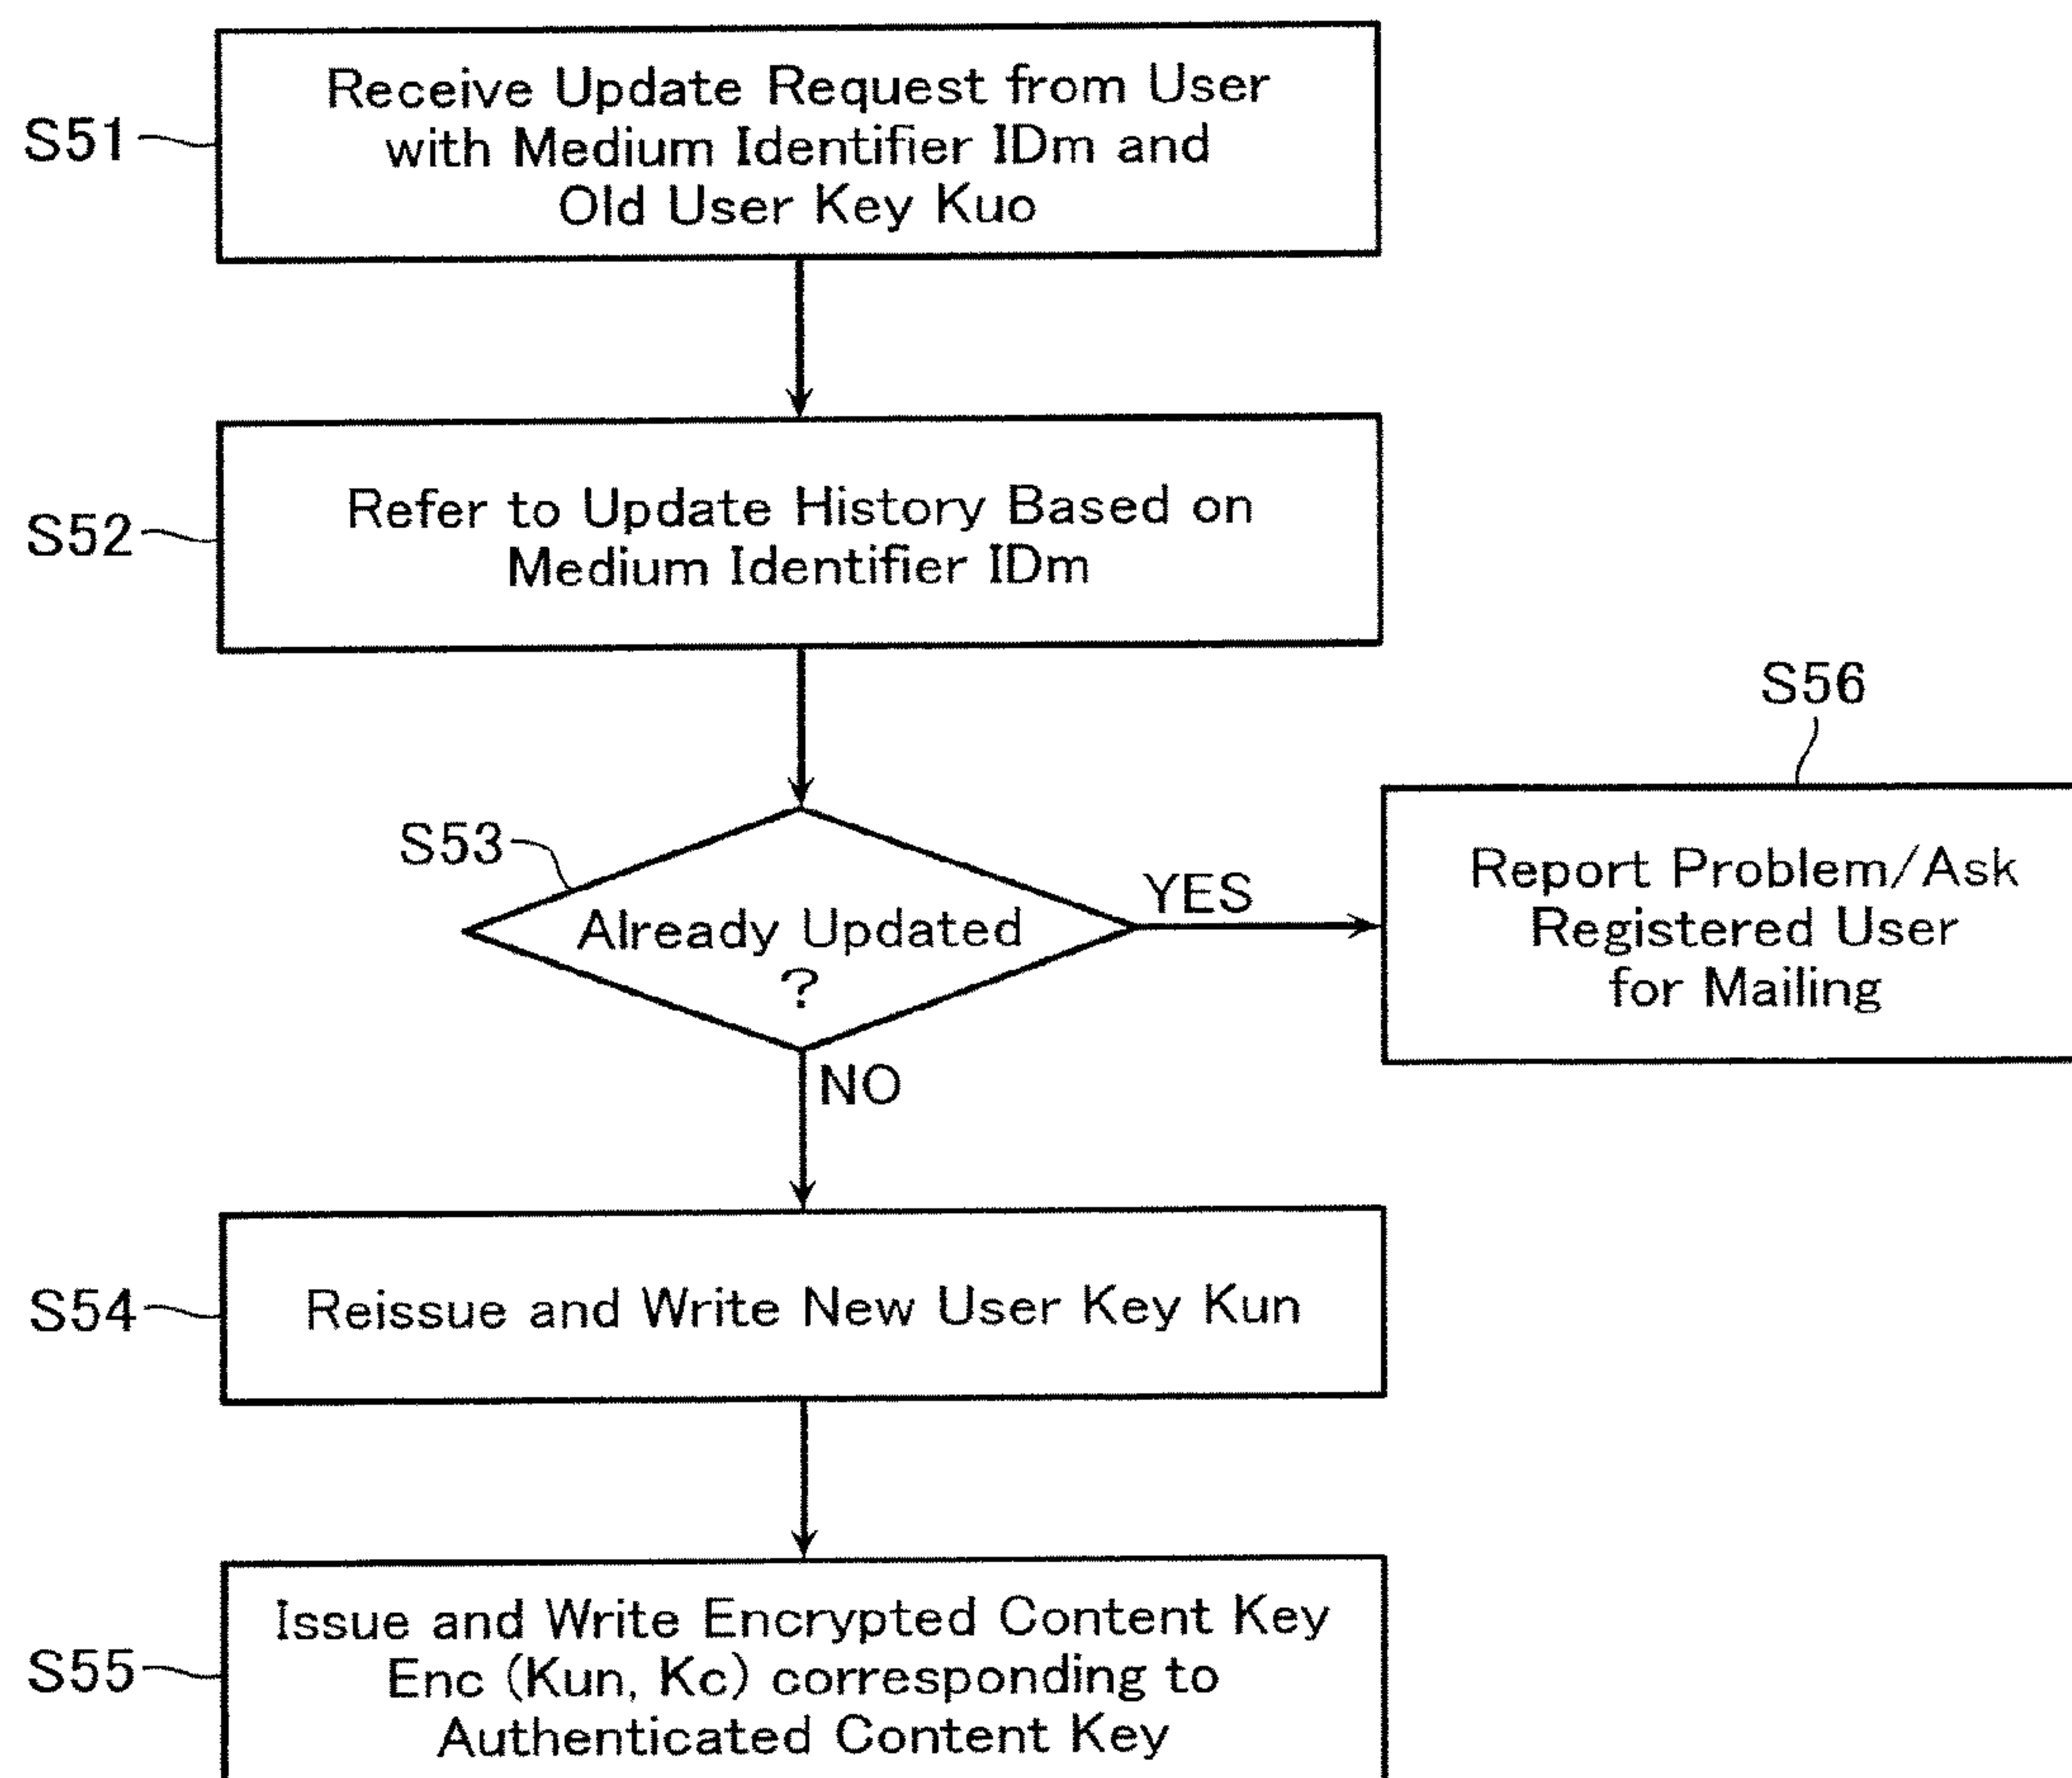 S51
Receive Update Request from User
with Medium Identifier IDm and
Old User Key Kuo
S52
Refer to Update History Based on
Medium Identifier IDm
S53
Already Updated
?
YES
S56
Report Problem/Ask
Registered User
for Mailing
NO
S54
Reissue and Write New User Key Kun
S55
Issue and Write Encrypted Content Key
Enc (Kun, Kc) corresponding to
Authenticated Content Key